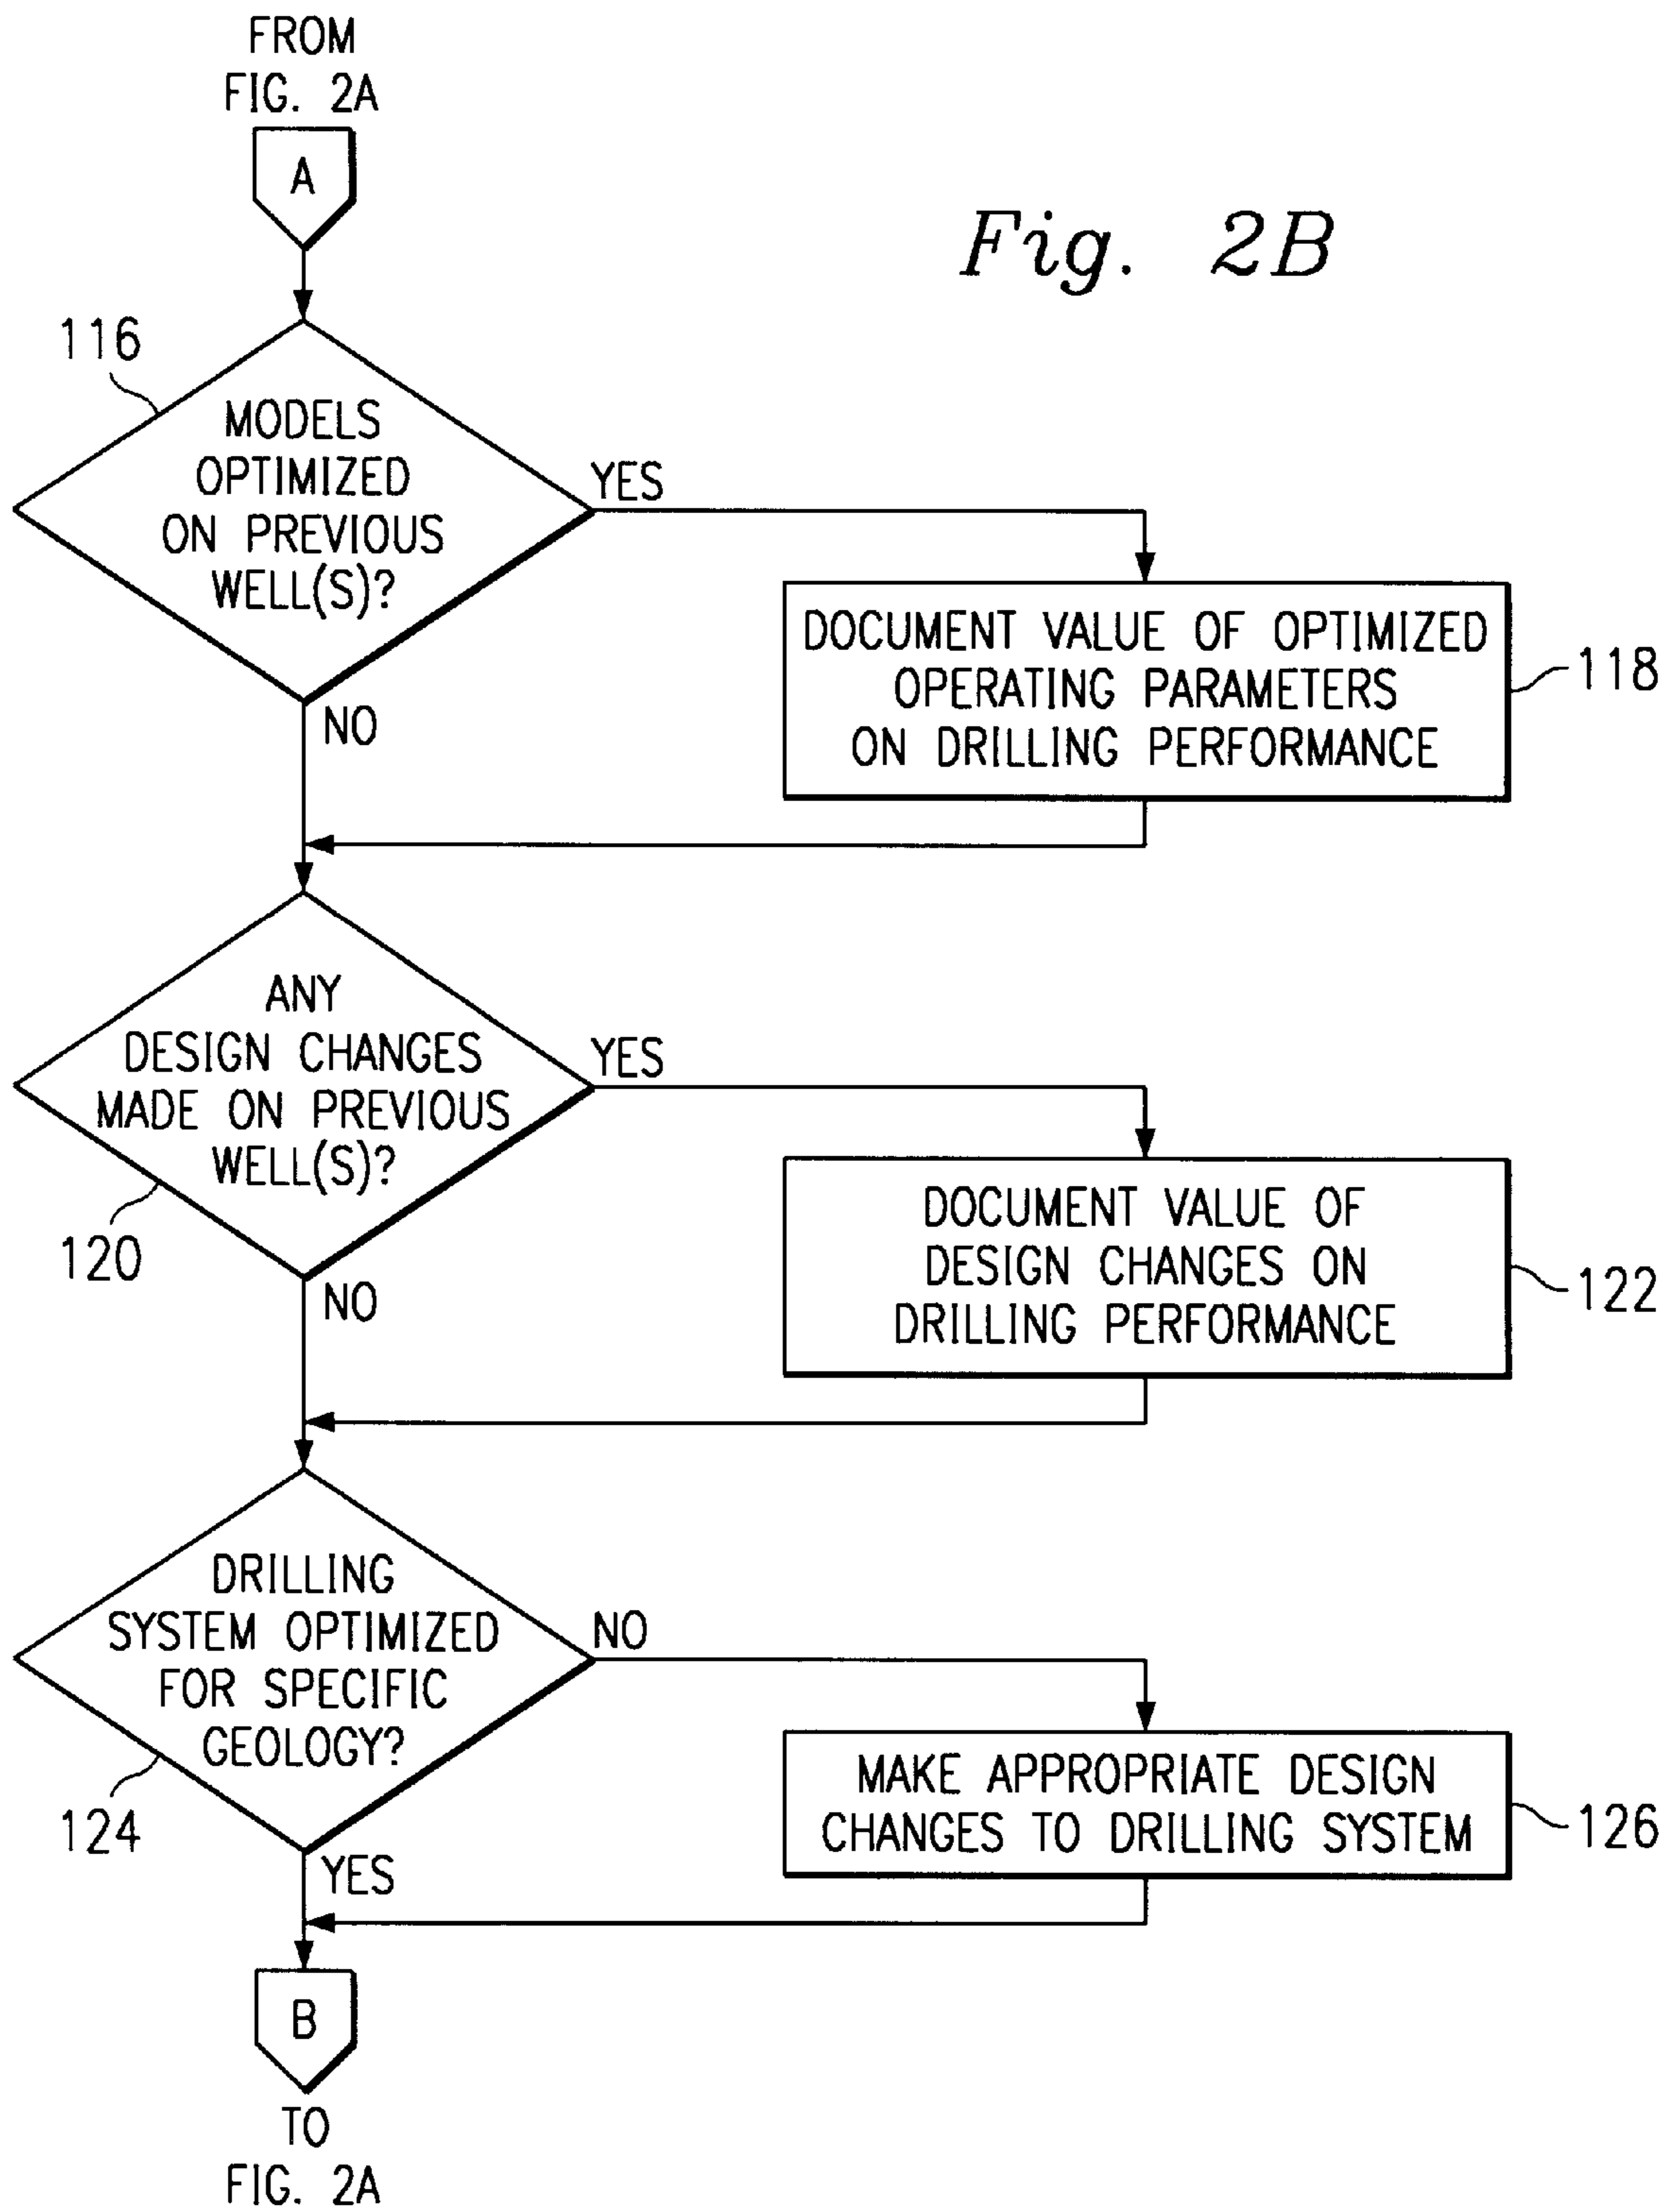 FROM
FIG. 2A
A
Fig. 2B
116
MODELS
OPTIMIZED
ON PREVIOUS
WELL(S)?
YES
NO
DOCUMENT VALUE OF OPTIMIZED
OPERATING PARAMETERS
ON DRILLING PERFORMANCE
118
ANY
DESIGN CHANGES
MADE ON PREVIOUS
WELL(S)?
YES
120
NO
DOCUMENT VALUE OF
DESIGN CHANGES ON
DRILLING PERFORMANCE
122
DRILLING
SYSTEM OPTIMIZED
FOR SPECIFIC
GEOLOGY?
NO
124
YES
MAKE APPROPRIATE DESIGN
CHANGES TO DRILLING SYSTEM
126
B
TO
FIG. 2A